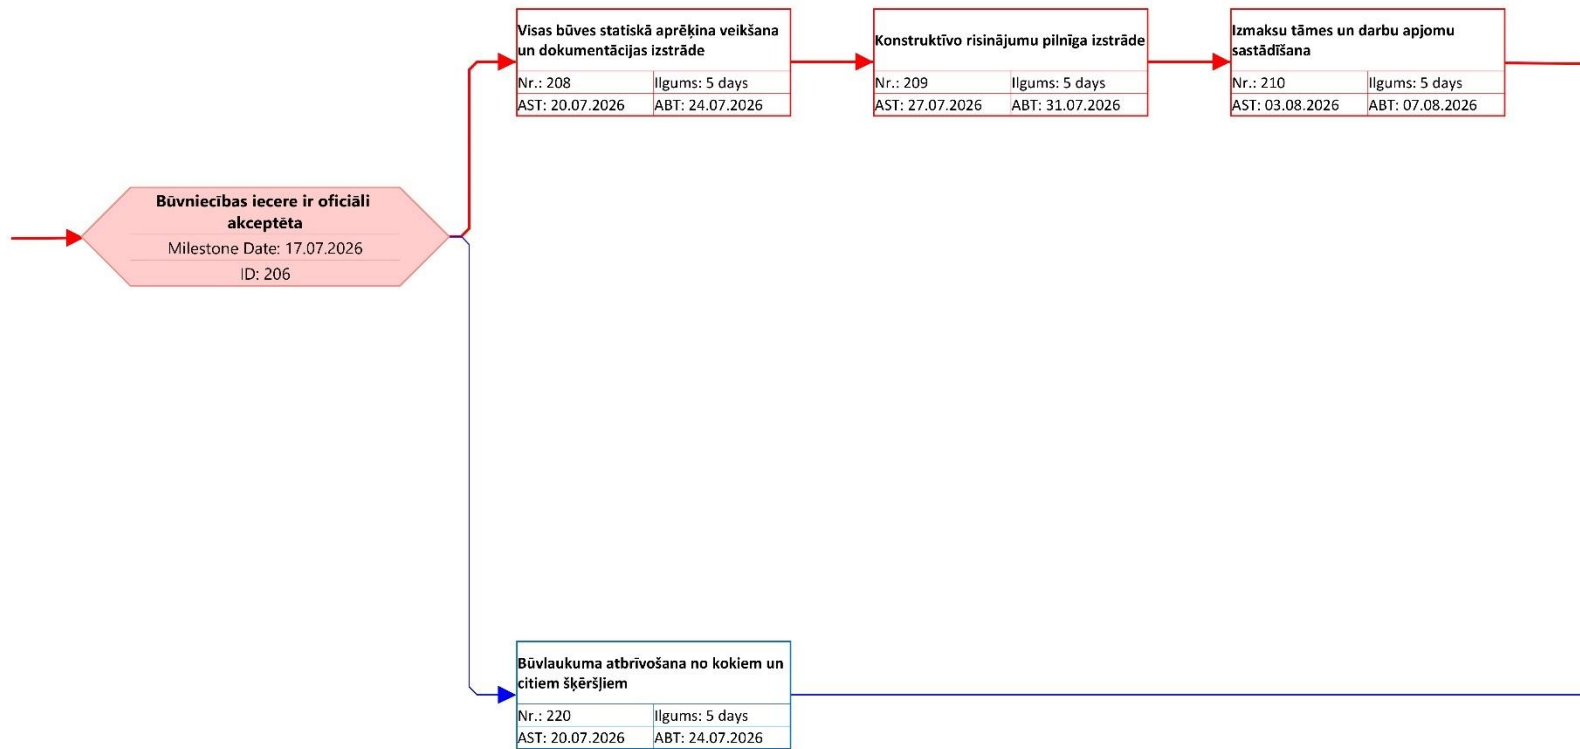 Visas būves statiskā aprēķina veikšana
un dokumentācijas izstrāde
Nr.: 208 Ilgums: 5 days
AST: 20.07.2026 ABT: 24.07.2026
Konstruktīvo risinājumu pilnīga izstrāde
Nr.: 209 Ilgums: 5 days
AST: 27.07.2026 ABT: 31.07.2026
Izmaksu tāmes un darbu apjomu
sastādīšana
Nr.: 210 Ilgums: 5 days
AST: 03.08.2026 ABT: 07.08.2026
Būvniecības iecere ir oficiāli
akceptēta
Milestone Date: 17.07.2026
ID: 206
Būvlaukuma atbrīvošana no kokiem un
citiem šķēršļiem
Nr.: 220 Ilgums: 5 days
AST: 20.07.2026 ABT: 24.07.2026